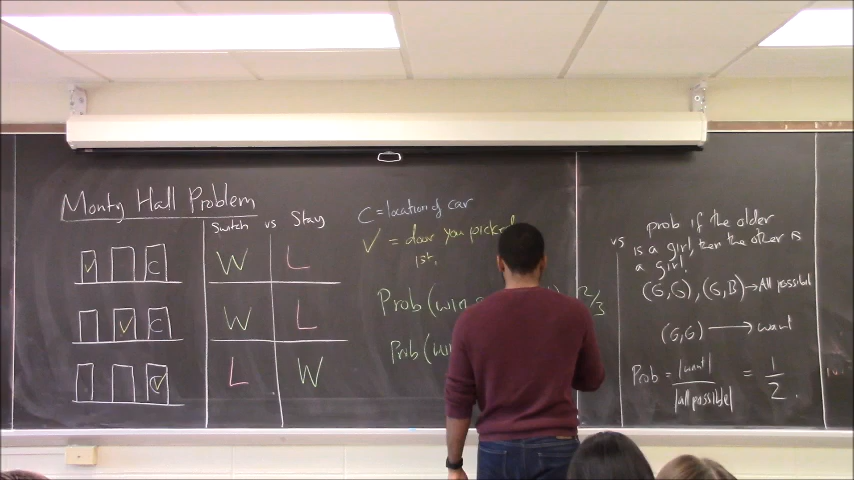 Monty Hall Problem
Switch vs Stay
✓ C
W L
✓ C
W L
C ✓
L W
C = location of car
✓ = door you picked
1st.
Prob (win
2/3
Prob (
vs prob if the older
is a girl, then the other is
a girl.
(G,G), (G,B) → All possibl
(G,G) → want
Prob = |want| / |all possible| = 1/2.